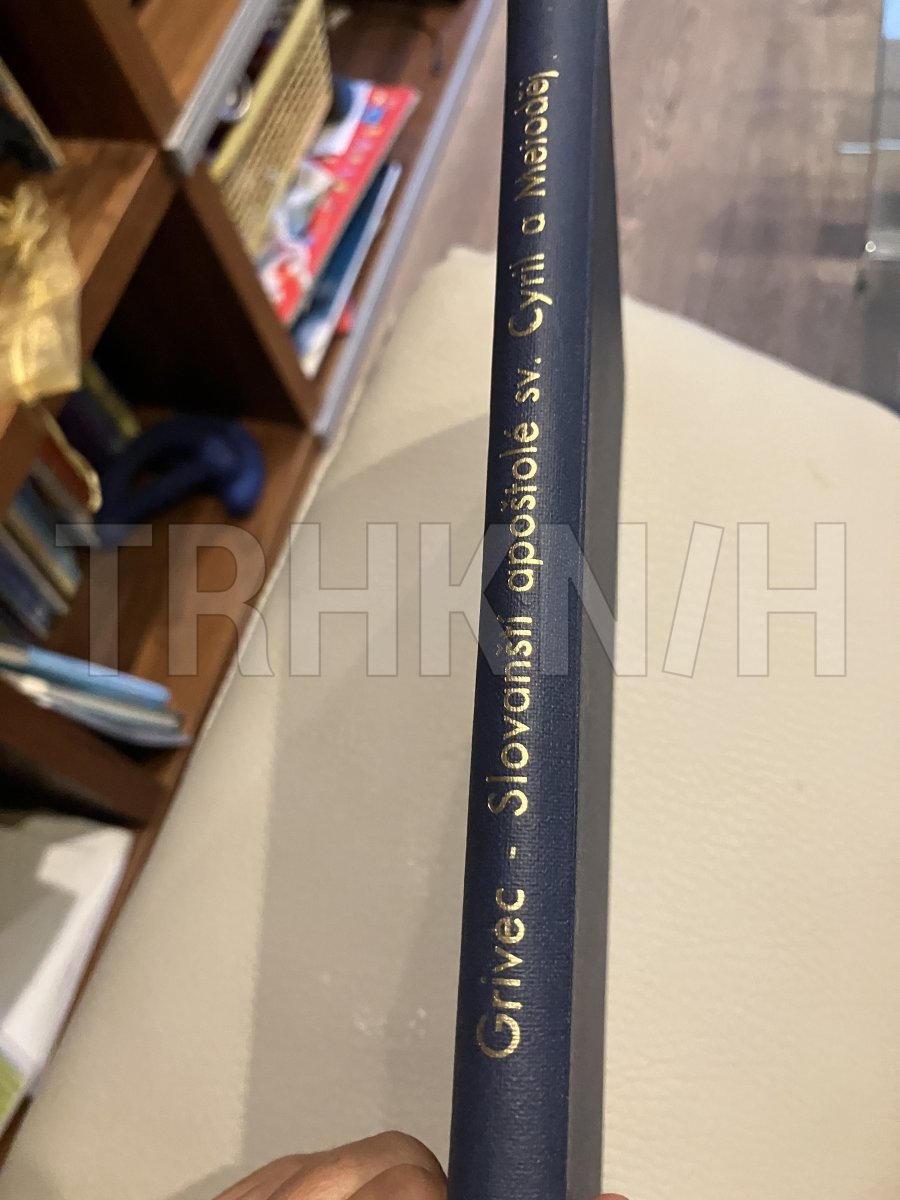 Grivec - Slovanští apoštolé sv. Cyril a Metoděj.
TRHKNIH